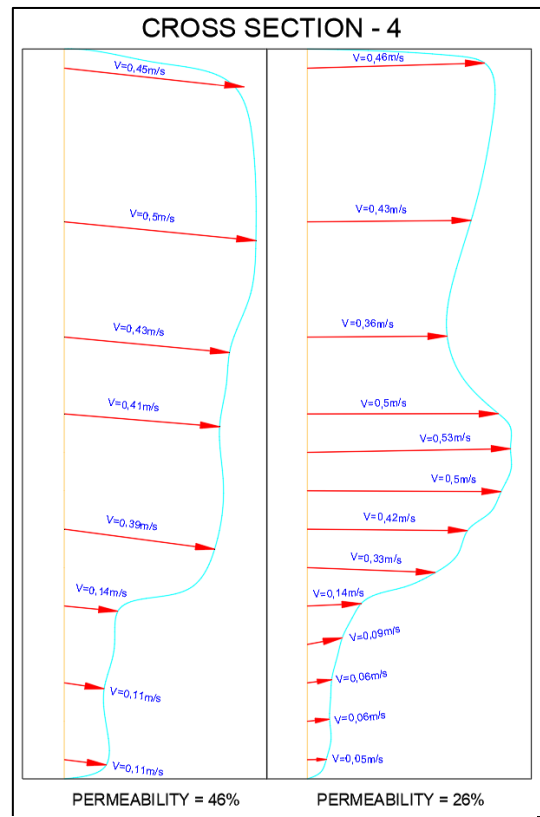 CROSS SECTION - 4
V=0,45m/s
V=0,5m/s
V=0,43m/s
V=0,41m/s
V=0,39m/s
V=0,14m/s
V=0,11m/s
V=0,11m/s
PERMEABILITY = 46%
V=0,46m/s
V=0,43m/s
V=0,36m/s
V=0,5m/s
V=0,53m/s
V=0,5m/s
V=0,42m/s
V=0,33m/s
V=0,14m/s
V=0,09m/s
V=0,06m/s
V=0,06m/s
V=0,05m/s
PERMEABILITY = 26%